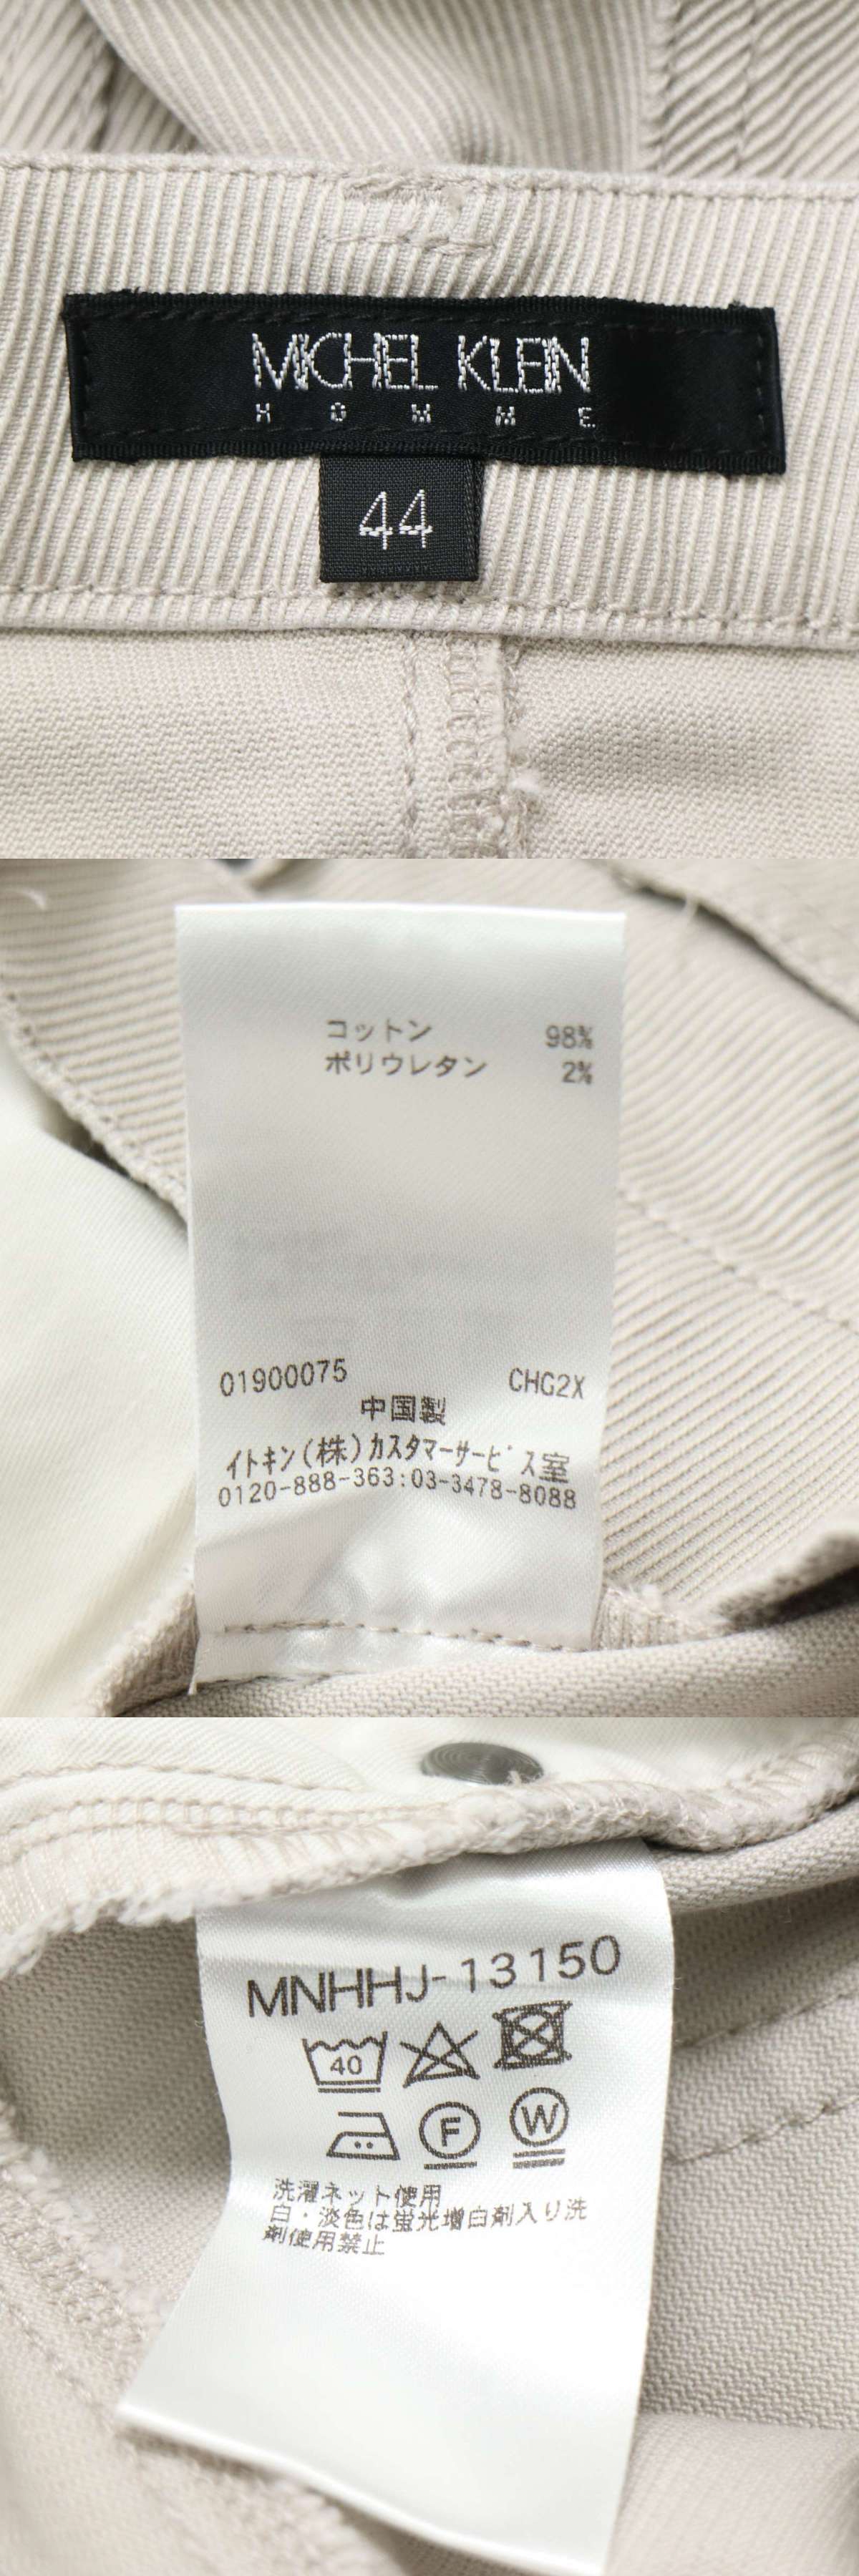 MICHEL KLEIN
HOMME
44
コットン 98%
ポリウレタン 2%
01900075 CHG2X
中国製
イトキン(株)カスタマーサービス室
0120-888-363:03-3478-8088
MNHHJ-13150
40
F W
洗濯ネット使用
白・淡色は蛍光増白剤入り洗
剤使用禁止